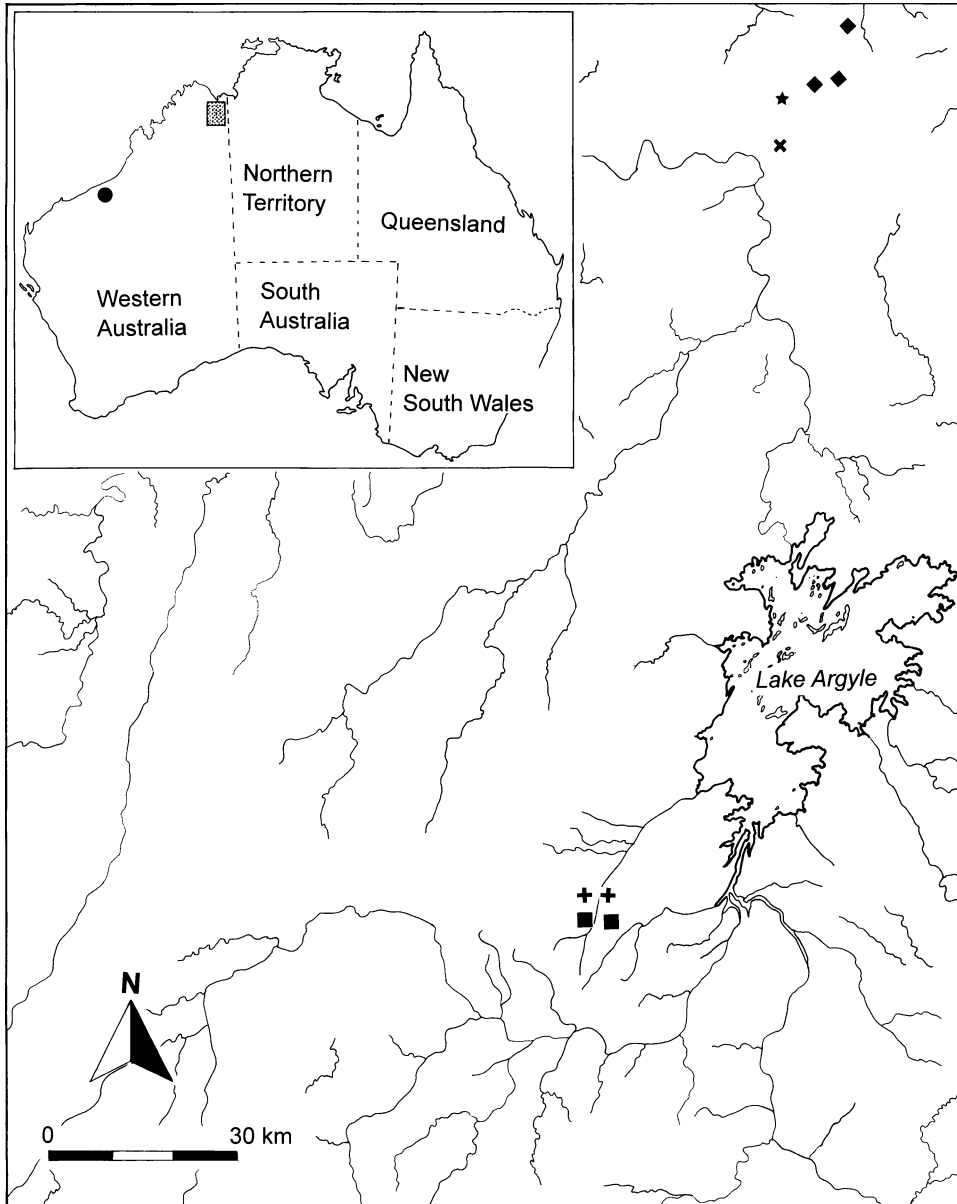 Northern
Territory
Queensland
Western
Australia
South
Australia
New
South Wales
Lake Argyle
N
0 30 km